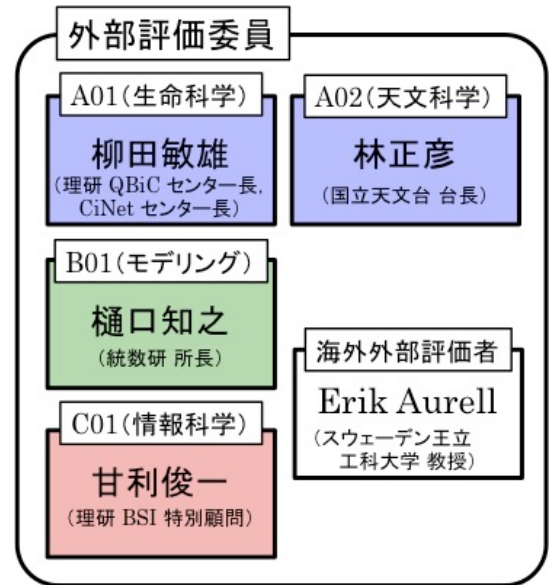 外部評価委員
A01(生命科学)
柳田敏雄
(理研 QBiC センター長,
CiNet センター長)
A02(天文科学)
林正彦
(国立天文台 台長)
B01(モデリング)
樋口知之
(統数研 所長)
海外外部評価者
Erik Aurell
(スウェーデン王立
工科大学 教授)
C01(情報科学)
甘利俊一
(理研 BSI 特別顧問)